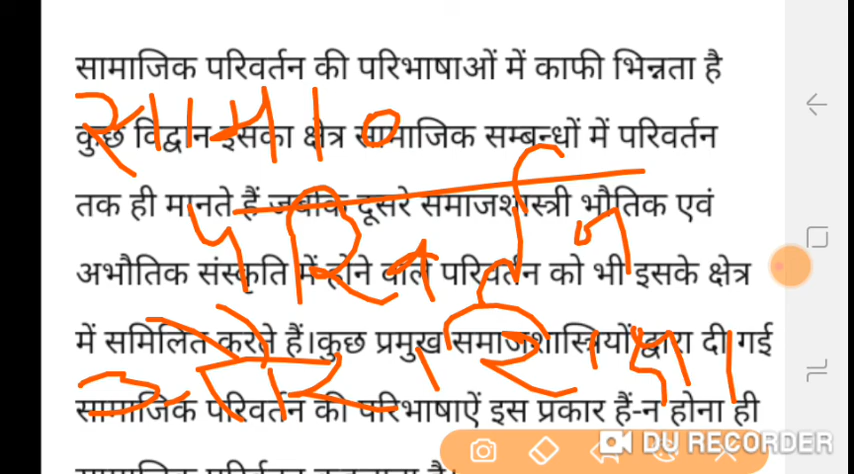 सामाजिक परिवर्तन की परिभाषाओं में काफी भिन्नता है
कुछ विद्वान इसका क्षेत्र सामाजिक सम्बन्धों में परिवर्तन
तक ही मानते हैं जबकि दूसरे समाजशास्त्री भौतिक एवं
अभौतिक संस्कृति में होने वाले परिवर्तन को भी इसके क्षेत्र
में समिलित करते हैं।कुछ प्रमुख समाजशास्त्रियों द्वारा दी गई
सामाजिक परिवर्तन की परिभाषाऐं इस प्रकार हैं-न होना ही
सामा०
परिवर्तन
की परिभाषा
DU RECORDER